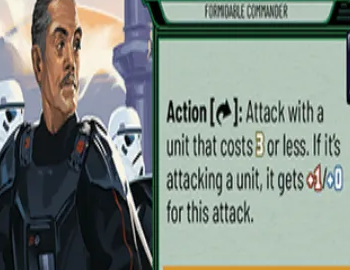 FORMIDABLE COMMANDER
Action [⤵]: Attack with a
unit that costs 3 or less. If it's
attacking a unit, it gets +1/+0
for this attack.